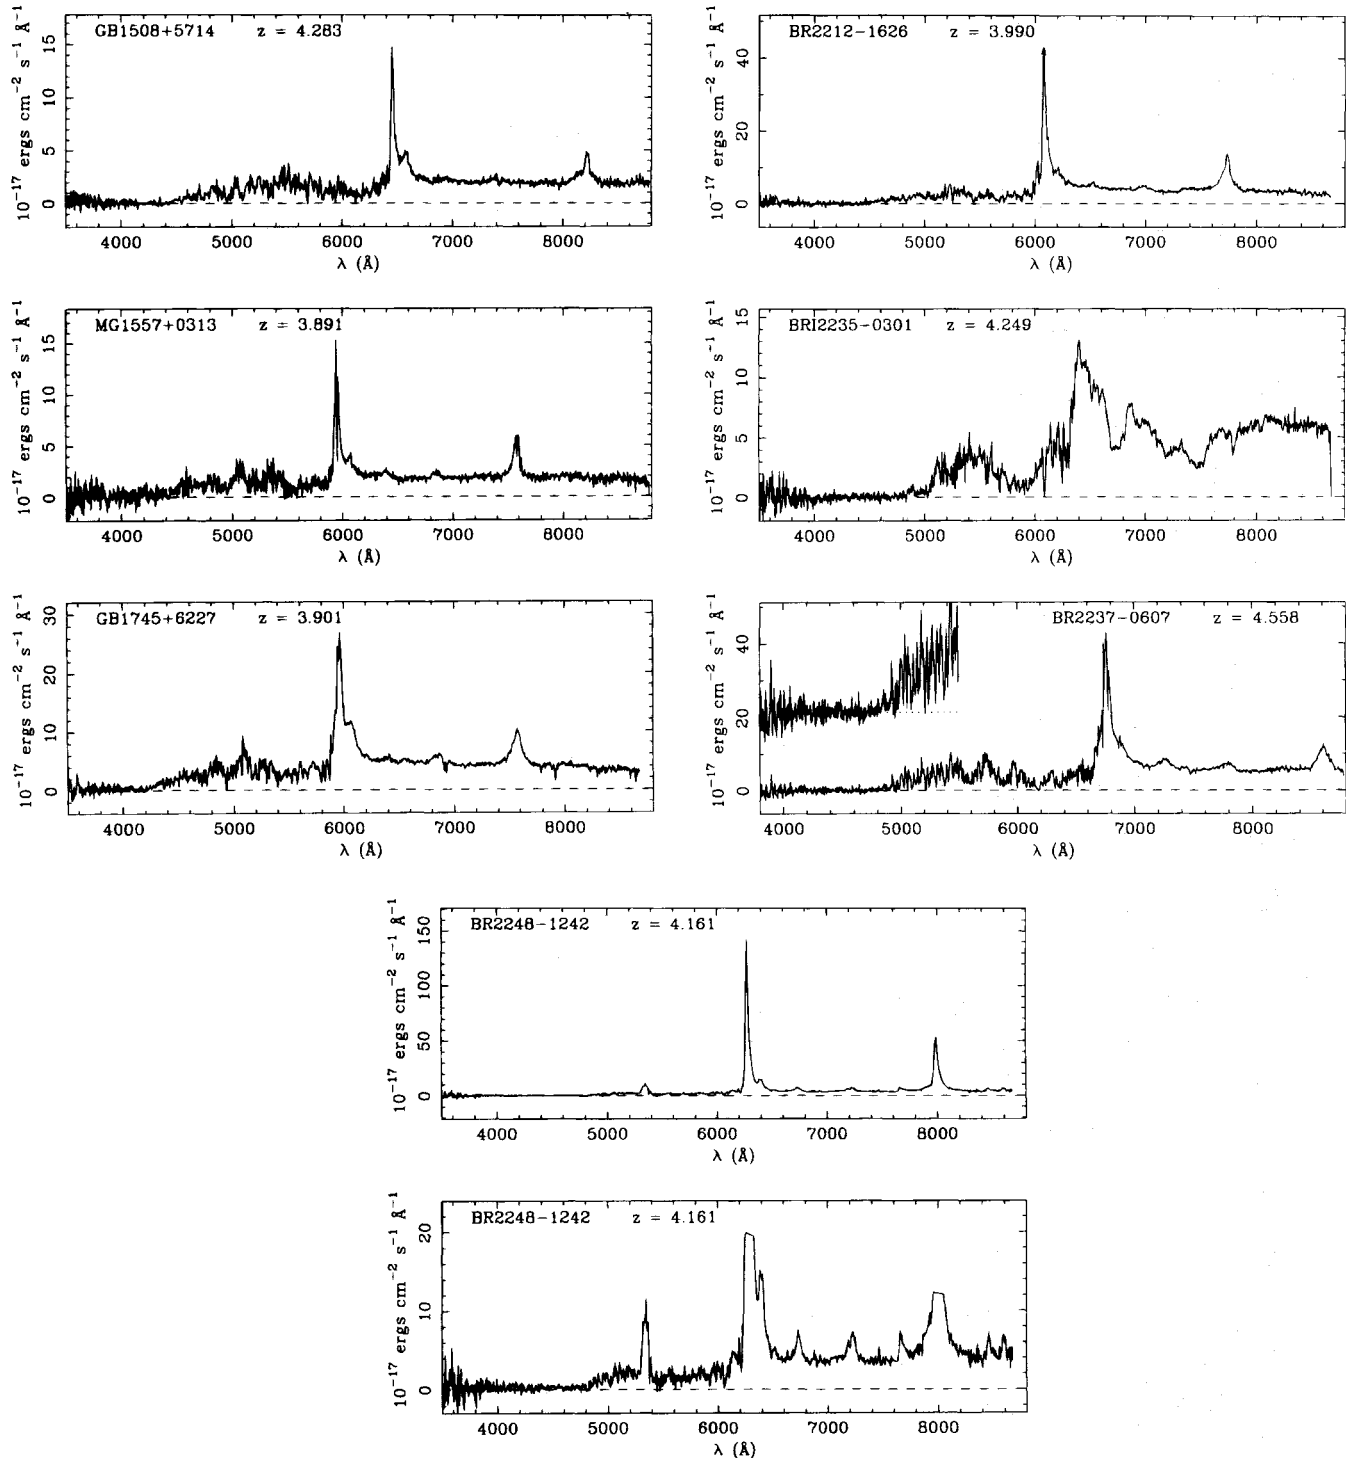 GB1508+5714 z = 4.283
10⁻¹⁷ ergs cm⁻² s⁻¹ Å⁻¹
15
10
5
0
4000 5000 6000 7000 8000
λ (Å)
BR2212-1626 z = 3.990
10⁻¹⁷ ergs cm⁻² s⁻¹ Å⁻¹
40
20
0
4000 5000 6000 7000 8000
λ (Å)
MG1557+0313 z = 3.891
10⁻¹⁷ ergs cm⁻² s⁻¹ Å⁻¹
15
10
5
0
4000 5000 6000 7000 8000
λ (Å)
BRI2235-0301 z = 4.249
10⁻¹⁷ ergs cm⁻² s⁻¹ Å⁻¹
15
10
5
0
4000 5000 6000 7000 8000
λ (Å)
GB1745+6227 z = 3.901
10⁻¹⁷ ergs cm⁻² s⁻¹ Å⁻¹
30
20
10
0
4000 5000 6000 7000 8000
λ (Å)
BR2237-0607 z = 4.558
10⁻¹⁷ ergs cm⁻² s⁻¹ Å⁻¹
40
20
0
4000 5000 6000 7000 8000
λ (Å)
BR2248-1242 z = 4.161
10⁻¹⁷ ergs cm⁻² s⁻¹ Å⁻¹
150
100
50
0
4000 5000 6000 7000 8000
λ (Å)
BR2248-1242 z = 4.161
10⁻¹⁷ ergs cm⁻² s⁻¹ Å⁻¹
20
10
0
4000 5000 6000 7000 8000
λ (Å)